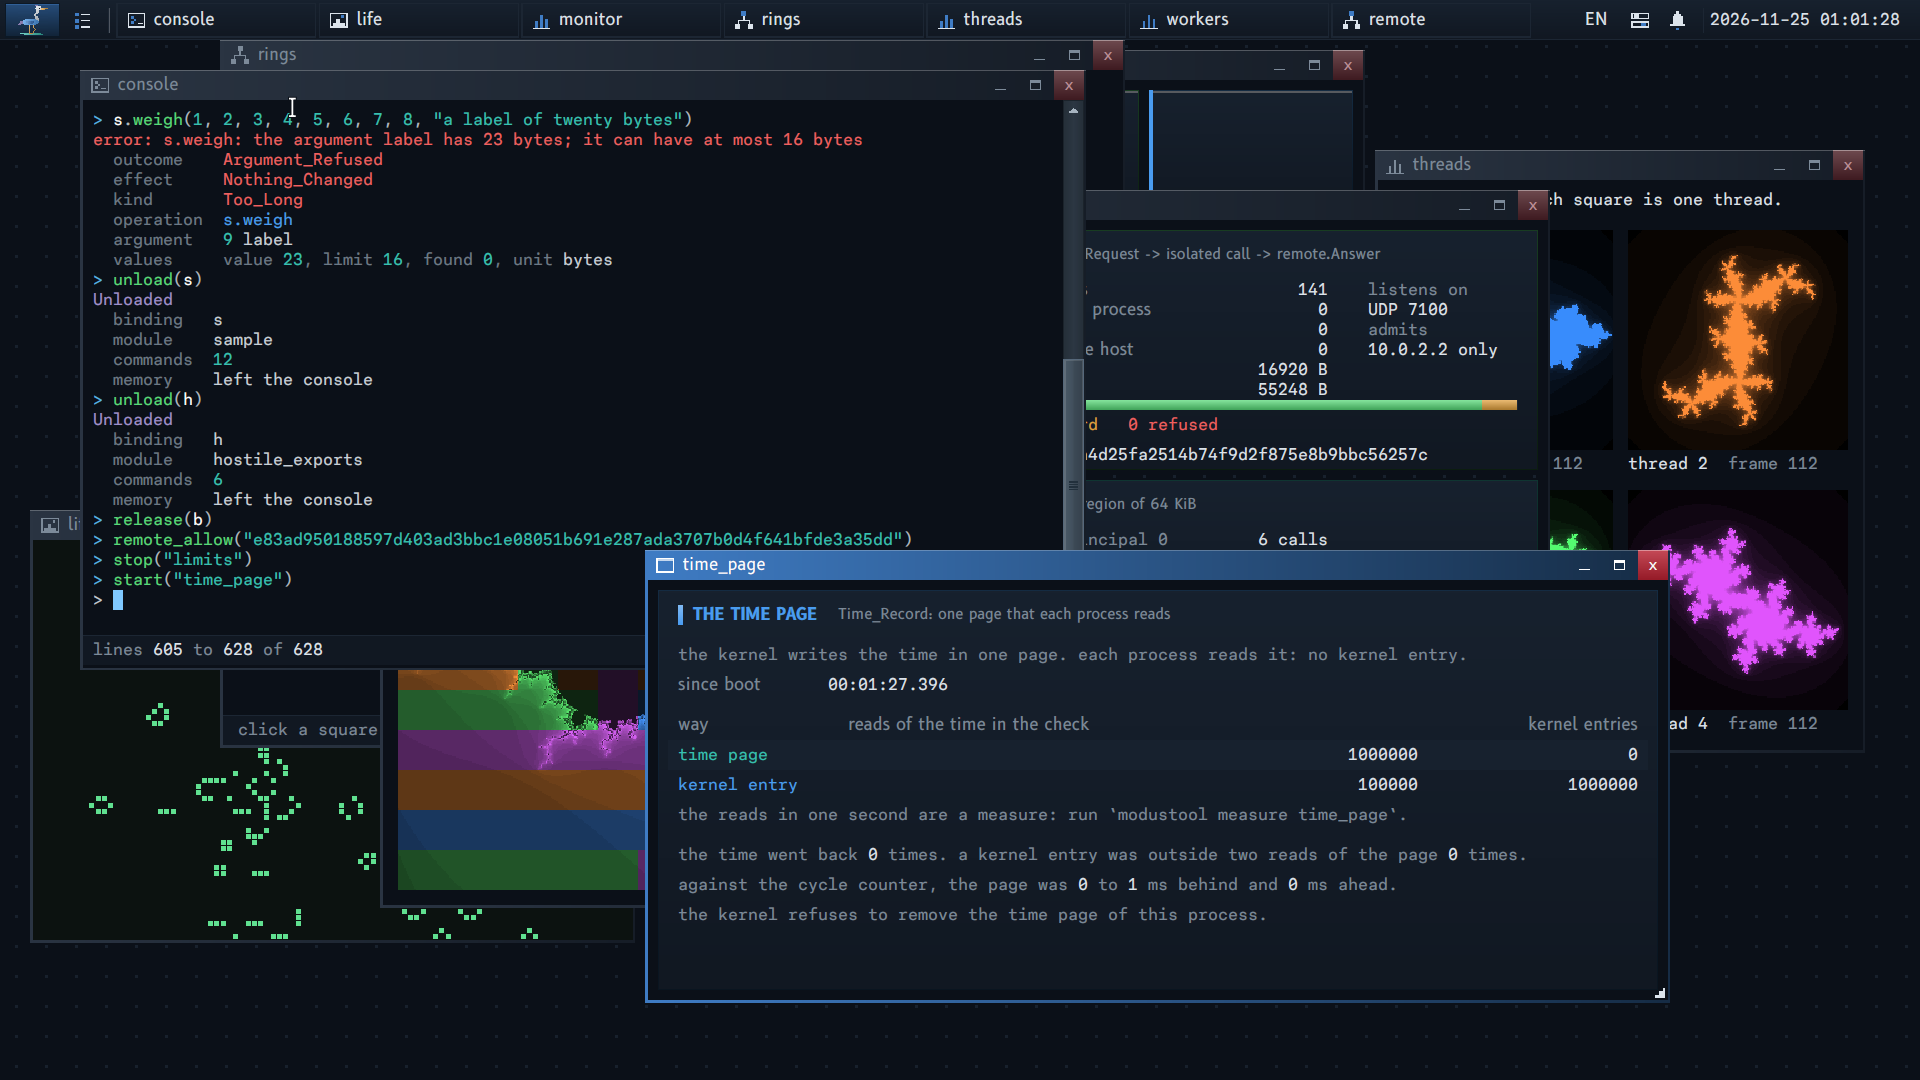 console
life
monitor
rings
threads
workers
remote
EN
2026-11-25 01:01:28
rings
console
> s.weigh(1, 2, 3, 4, 5, 6, 7, 8, "a label of twenty bytes")
error: s.weigh: the argument label has 23 bytes; it can have at most 16 bytes
outcome Argument_Refused
effect Nothing_Changed
kind Too_Long
operation s.weigh
argument 9 label
values value 23, limit 16, found 0, unit bytes
> unload(s)
Unloaded
binding s
module sample
commands 12
memory left the console
> unload(h)
Unloaded
binding h
module hostile_exports
commands 6
memory left the console
> release(b)
> remote_allow("e83ad950188597d403ad3bbc1e08051b691e287ada3707b0d4f641bfde3a35dd")
> stop("limits")
> start("time_page")
>
lines 605 to 628 of 628
threads
square is one thread.
112
thread 2 frame 112
4 frame 112
Request -> isolated call -> remote.Answer
141 listens on
process 0 UDP 7100
0 admits
host 0 10.0.2.2 only
16920 B
55248 B
0 refused
4d25fa2514b74f9d2f875e8b9bbc56257c
region of 64 KiB
0 6 calls
click a square
time_page
THE TIME PAGE Time_Record: one page that each process reads
the kernel writes the time in one page. each process reads it: no kernel entry.
since boot 00:01:27.396
way reads of the time in the check kernel entries
time page 1000000 0
kernel entry 100000 1000000
the reads in one second are a measure: run `modustool measure time_page`.
the time went back 0 times. a kernel entry was outside two reads of the page 0 times.
against the cycle counter, the page was 0 to 1 ms behind and 0 ms ahead.
the kernel refuses to remove the time page of this process.